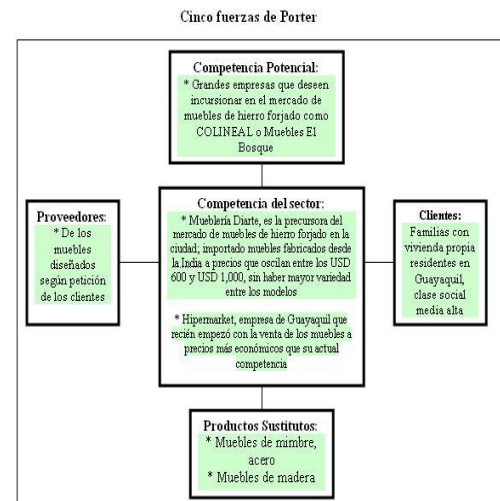 Cinco fuerzas de Porter
Competencia Potencial:
* Grandes empresas que deseen
incursionar en el mercado de
muebles de hierro forjado como
COLINEAL o Muebles El
Bosque
Proveedores:
* De los
muebles
diseñados
según petición
de los clientes
Competencia del sector:
* Mueblería Diarte, es la precursora del
mercado de muebles de hierro forjado en la
ciudad; importado muebles fabricados desde
la India a precios que oscilan entre los USD
600 y USD 1,000, sin haber mayor variedad
entre los modelos
* Hipermarket, empresa de Guayaquil que
recién empezó con la venta de los muebles a
precios más económicos que su actual
competencia
Clientes:
Familias con
vivienda propia
residentes en
Guayaquil,
clase social
media alta
Productos Sustitutos:
* Muebles de mimbre,
acero
* Muebles de madera